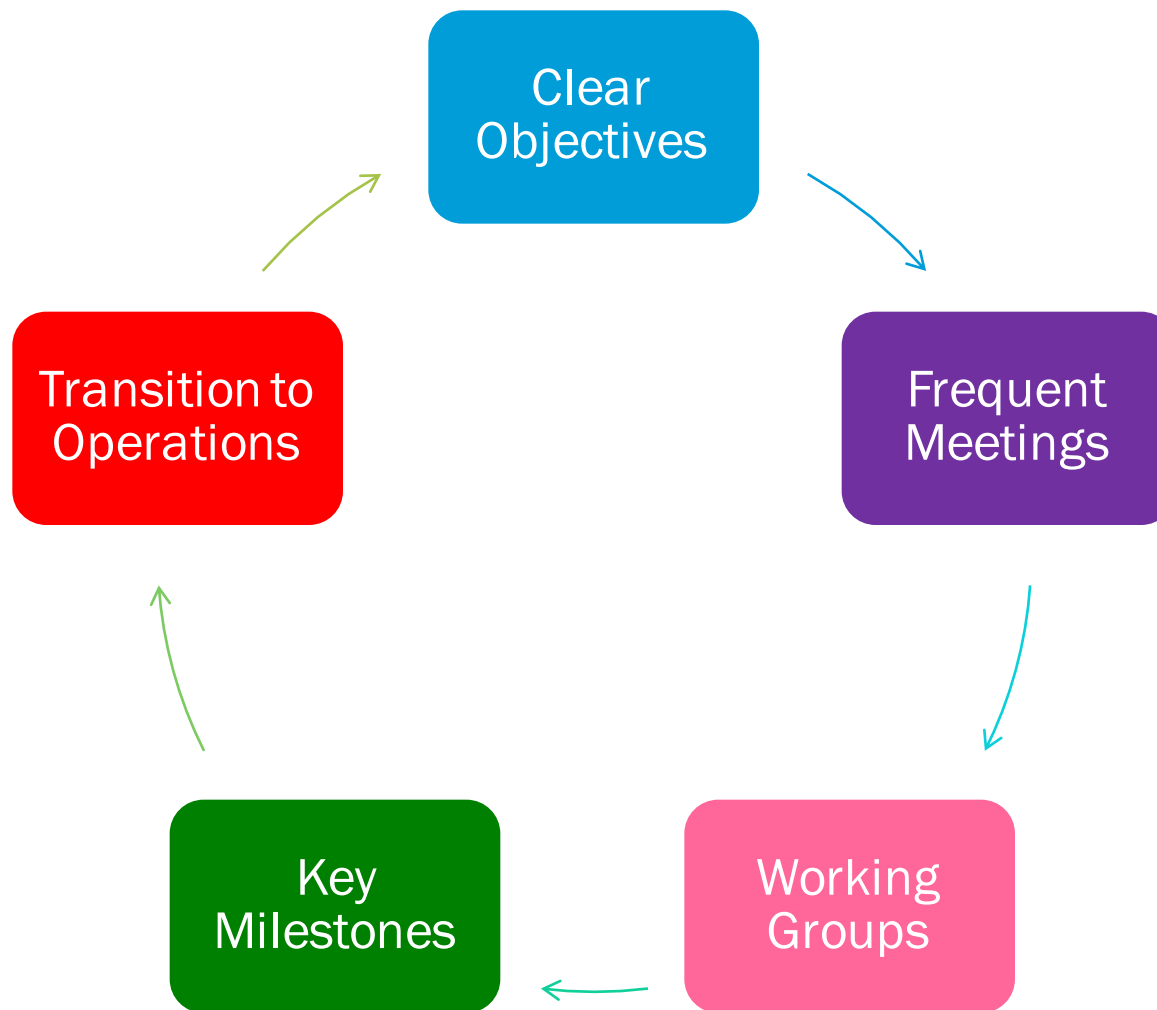 Clear
Objectives
Frequent
Meetings
Working
Groups
Key
Milestones
Transition to
Operations